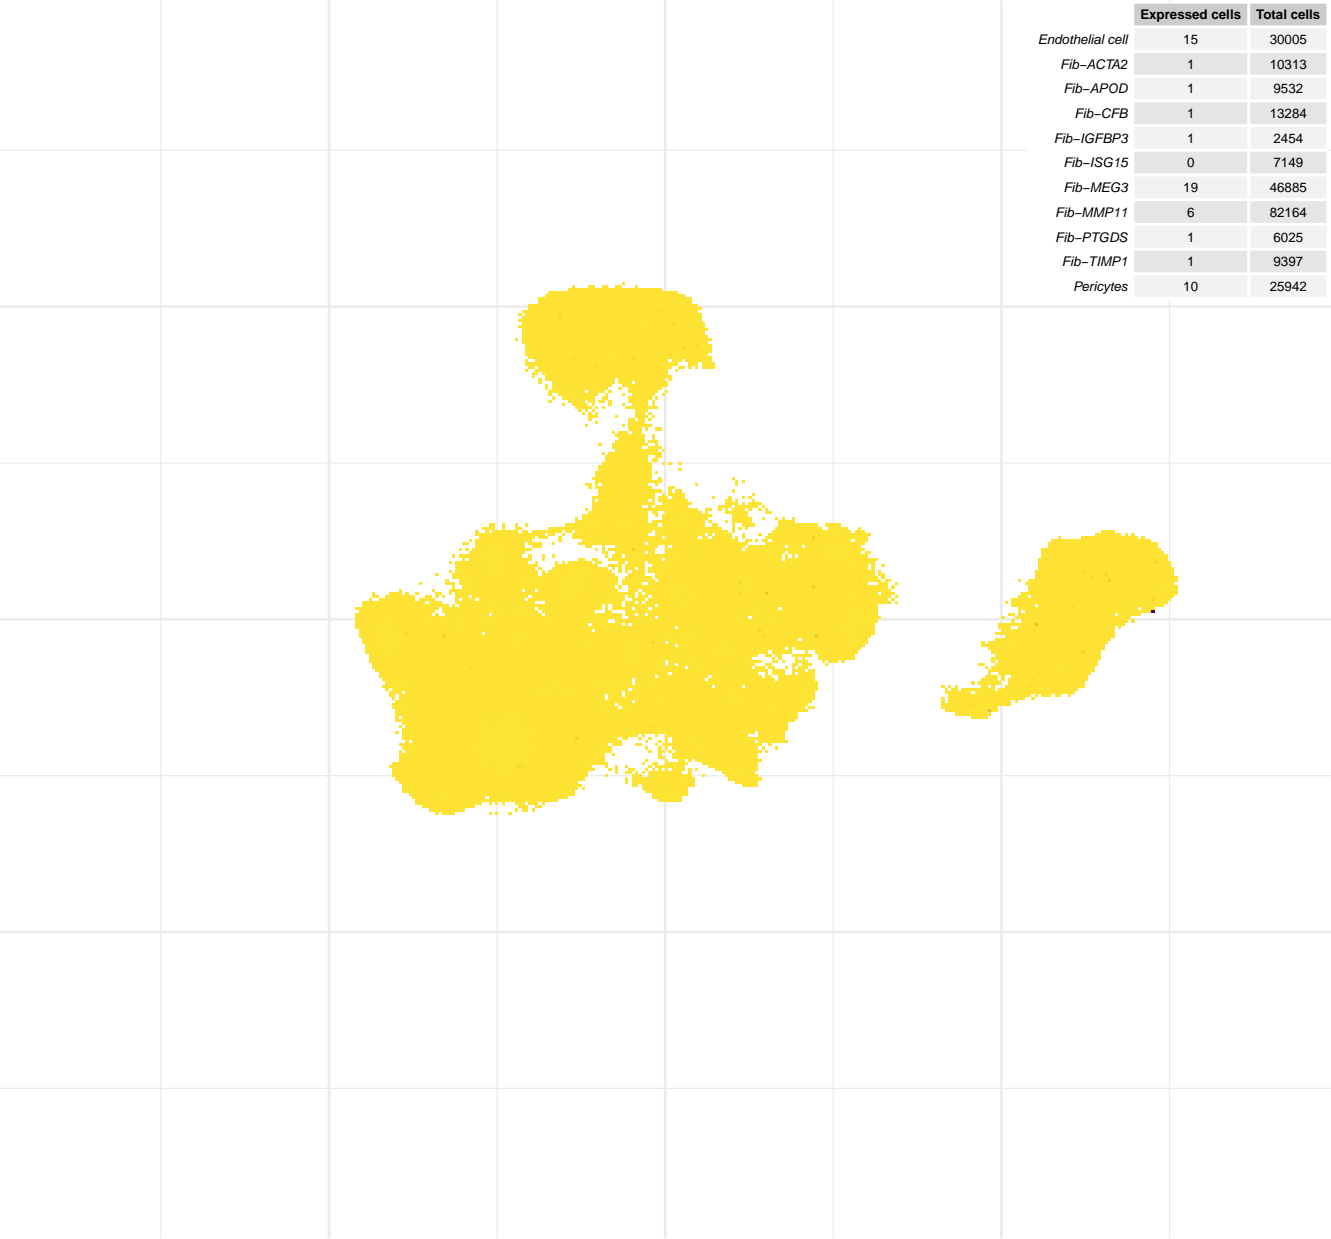 Expressed cells Total cells
Endothelial cell 15 30005
Fib−ACTA2 1 10313
Fib−APOD 1 9532
Fib−CFB 1 13284
Fib−IGFBP3 1 2454
Fib−ISG15 0 7149
Fib−MEG3 19 46885
Fib−MMP11 6 82164
Fib−PTGDS 1 6025
Fib−TIMP1 1 9397
Pericytes 10 25942